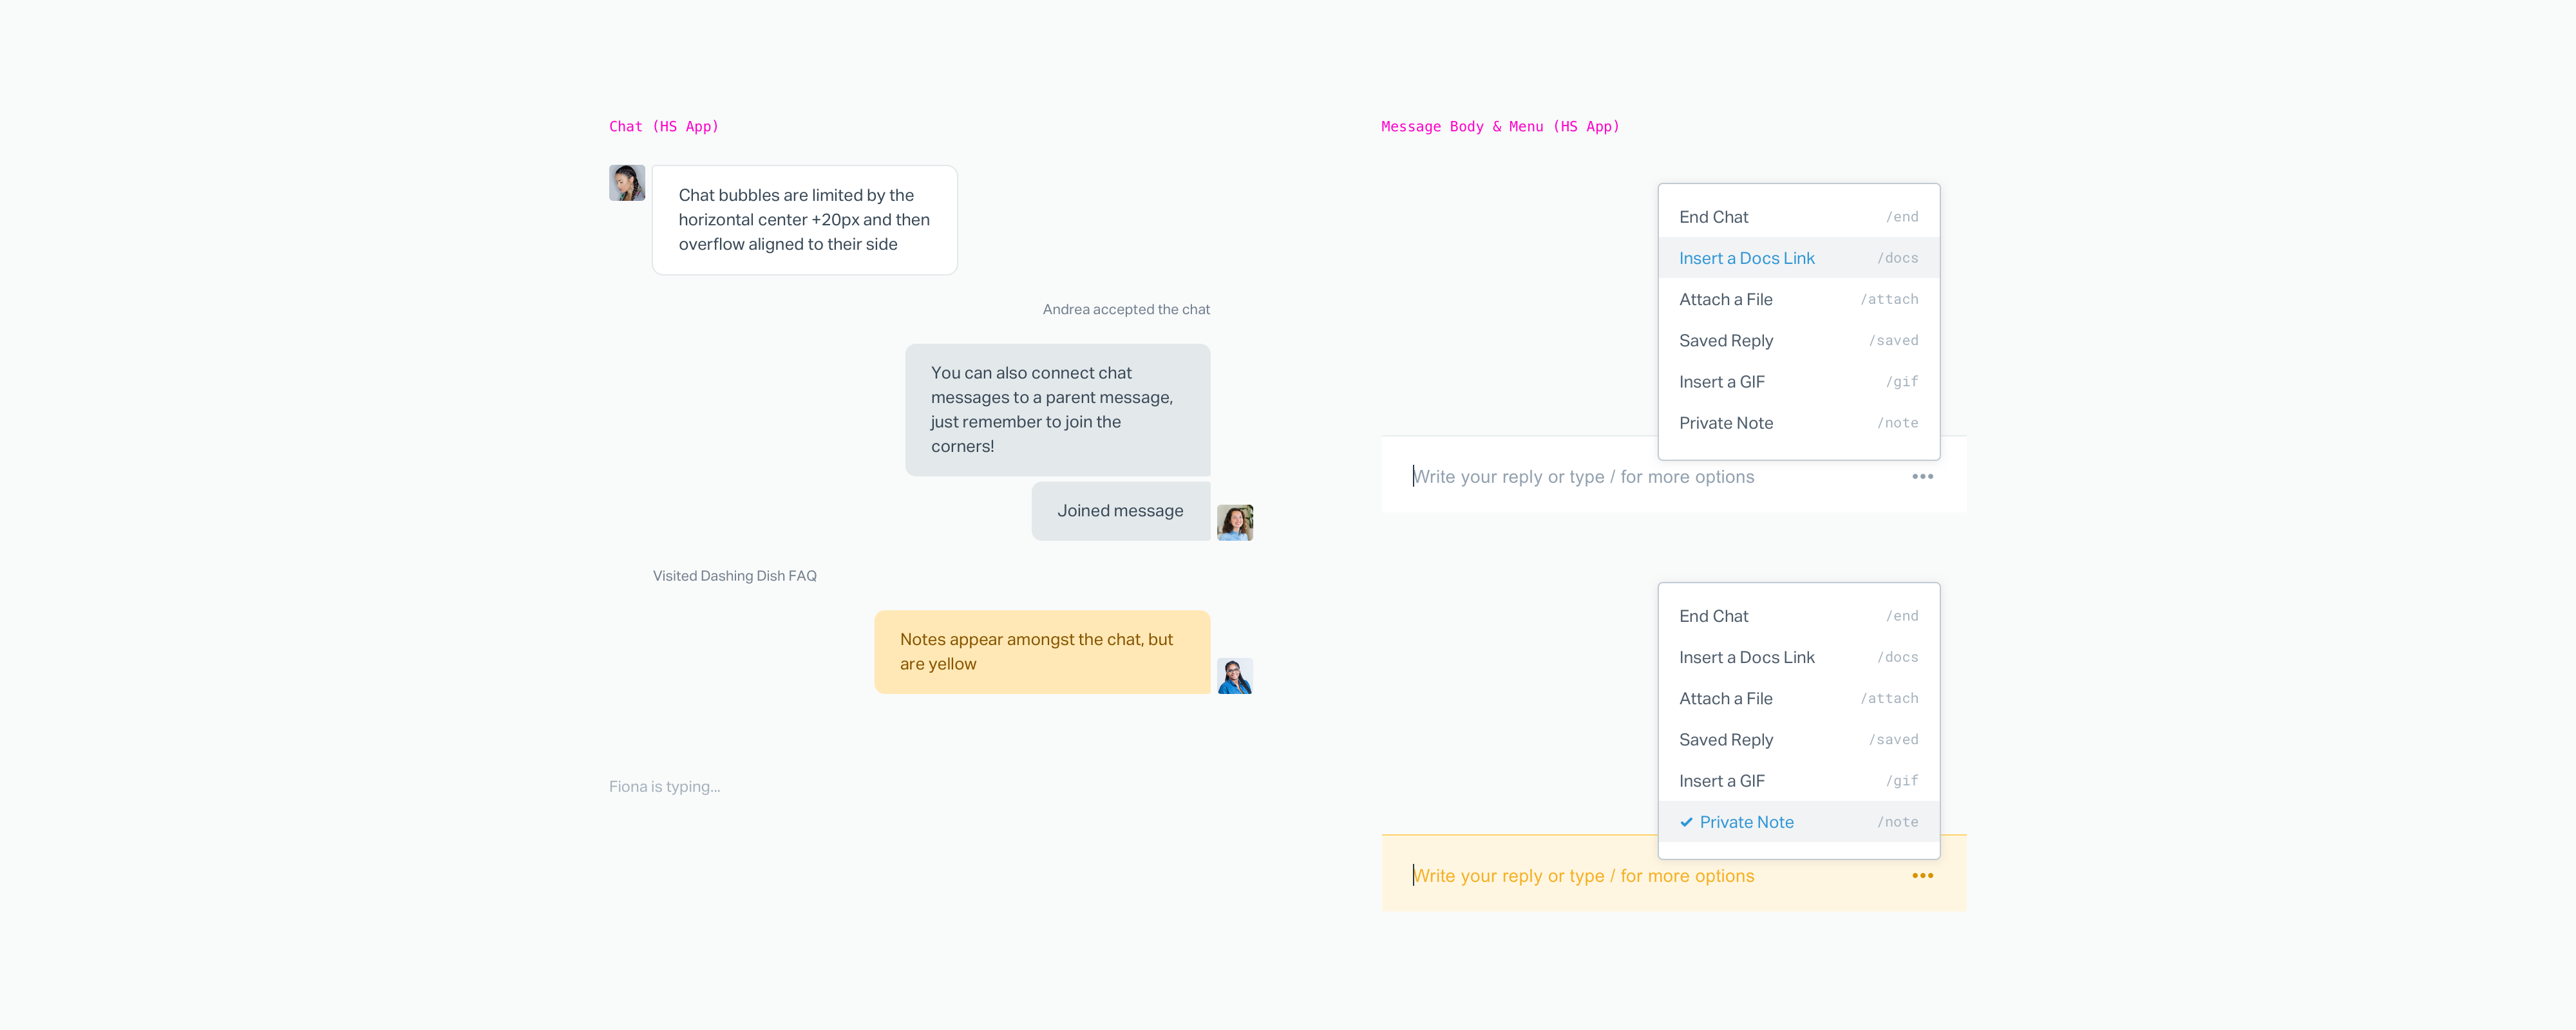 Chat (HS App)
Chat bubbles are limited by the
horizontal center +20px and then
overflow aligned to their side
Andrea accepted the chat
You can also connect chat
messages to a parent message,
just remember to join the
corners!
Joined message
Visited Dashing Dish FAQ
Notes appear amongst the chat, but
are yellow
Fiona is typing...
Message Body & Menu (HS App)
End Chat /end
Insert a Docs Link /docs
Attach a File /attach
Saved Reply /saved
Insert a GIF /gif
Private Note /note
Write your reply or type / for more options
End Chat /end
Insert a Docs Link /docs
Attach a File /attach
Saved Reply /saved
Insert a GIF /gif
Private Note /note
Write your reply or type / for more options